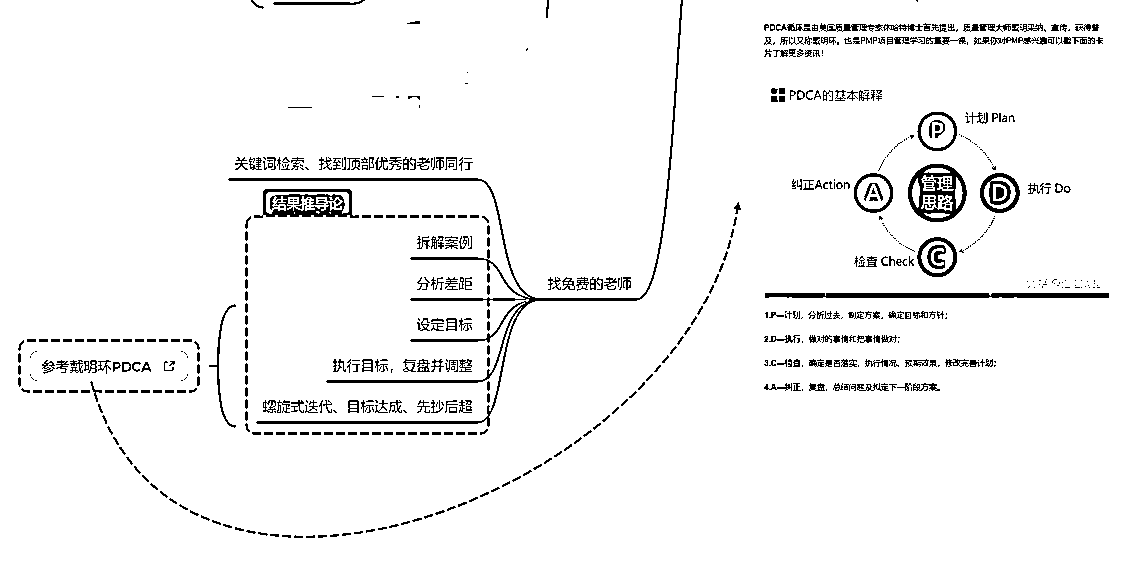 关键词检索、找到顶部优秀的老师同行
结果推导论
拆解案例
分析差距
设定目标
执行目标，复盘并调整
螺旋式迭代、目标达成、先抄后超
找免费的老师
参考戴明环PDCA
PDCA循环是由美国质量管理专家休哈特博士首先提出，质量管理大师戴明采纳、宣传，获得普
及，所以又称戴明环。也是PMP项目管理学习的重要一课，如果你对PMP感兴趣可以戳下面的卡
片了解更多资讯！
PDCA的基本解释
P
计划 Plan
纠正Action
A
管理
思路
D
执行 Do
检查 Check
C
1.P—计划，分析过去，制定方案，确定目标和方针；
2.D—执行，做对的事情和把事情做对；
3.C—检查，确定是否落实，执行情况、预期效果，修改完善计划；
4.A—纠正，复盘，总结问题及拟定下一阶段方案。